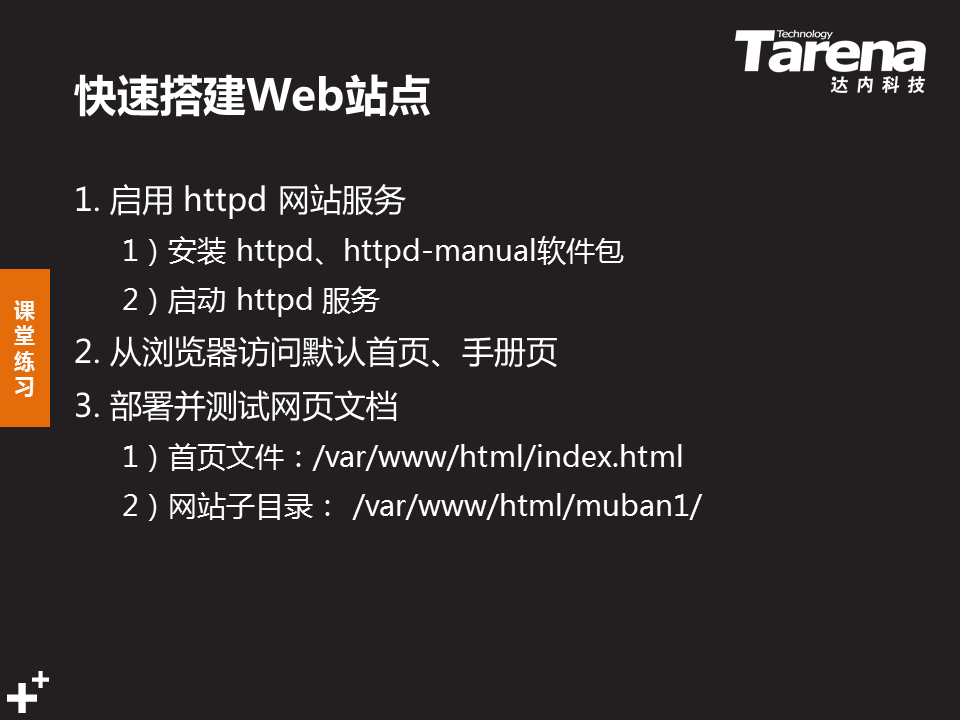 Technology
Tarena
达内科技
快速搭建Web站点
1. 启用 httpd 网站服务
1）安装 httpd、httpd-manual软件包
2）启动 httpd 服务
2. 从浏览器访问默认首页、手册页
3. 部署并测试网页文档
1）首页文件：/var/www/html/index.html
2）网站子目录： /var/www/html/muban1/
课堂练习